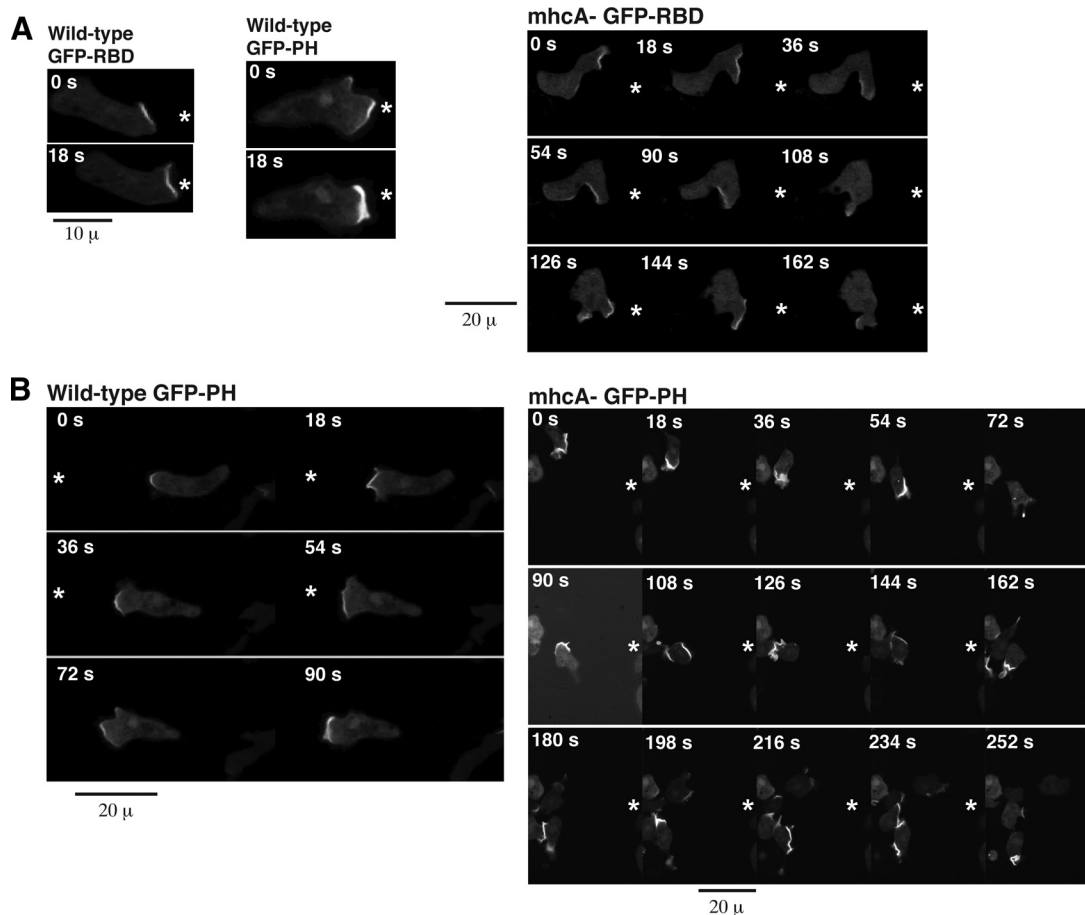 A
Wild-type
GFP-RBD
0 s
*
18 s
*
10 μ
Wild-type
GFP-PH
0 s
*
18 s
*
20 μ
mhcA- GFP-RBD
0 s 18 s 36 s
* * *
54 s 90 s 108 s
* * *
126 s 144 s 162 s
* * *
B
Wild-type GFP-PH
0 s 18 s
* *
36 s 54 s
* *
72 s 90 s
20 μ
mhcA- GFP-PH
0 s 18 s 36 s 54 s 72 s
* * * *
90 s 108 s 126 s 144 s 162 s
* * * *
180 s 198 s 216 s 234 s 252 s
* * * *
20 μ